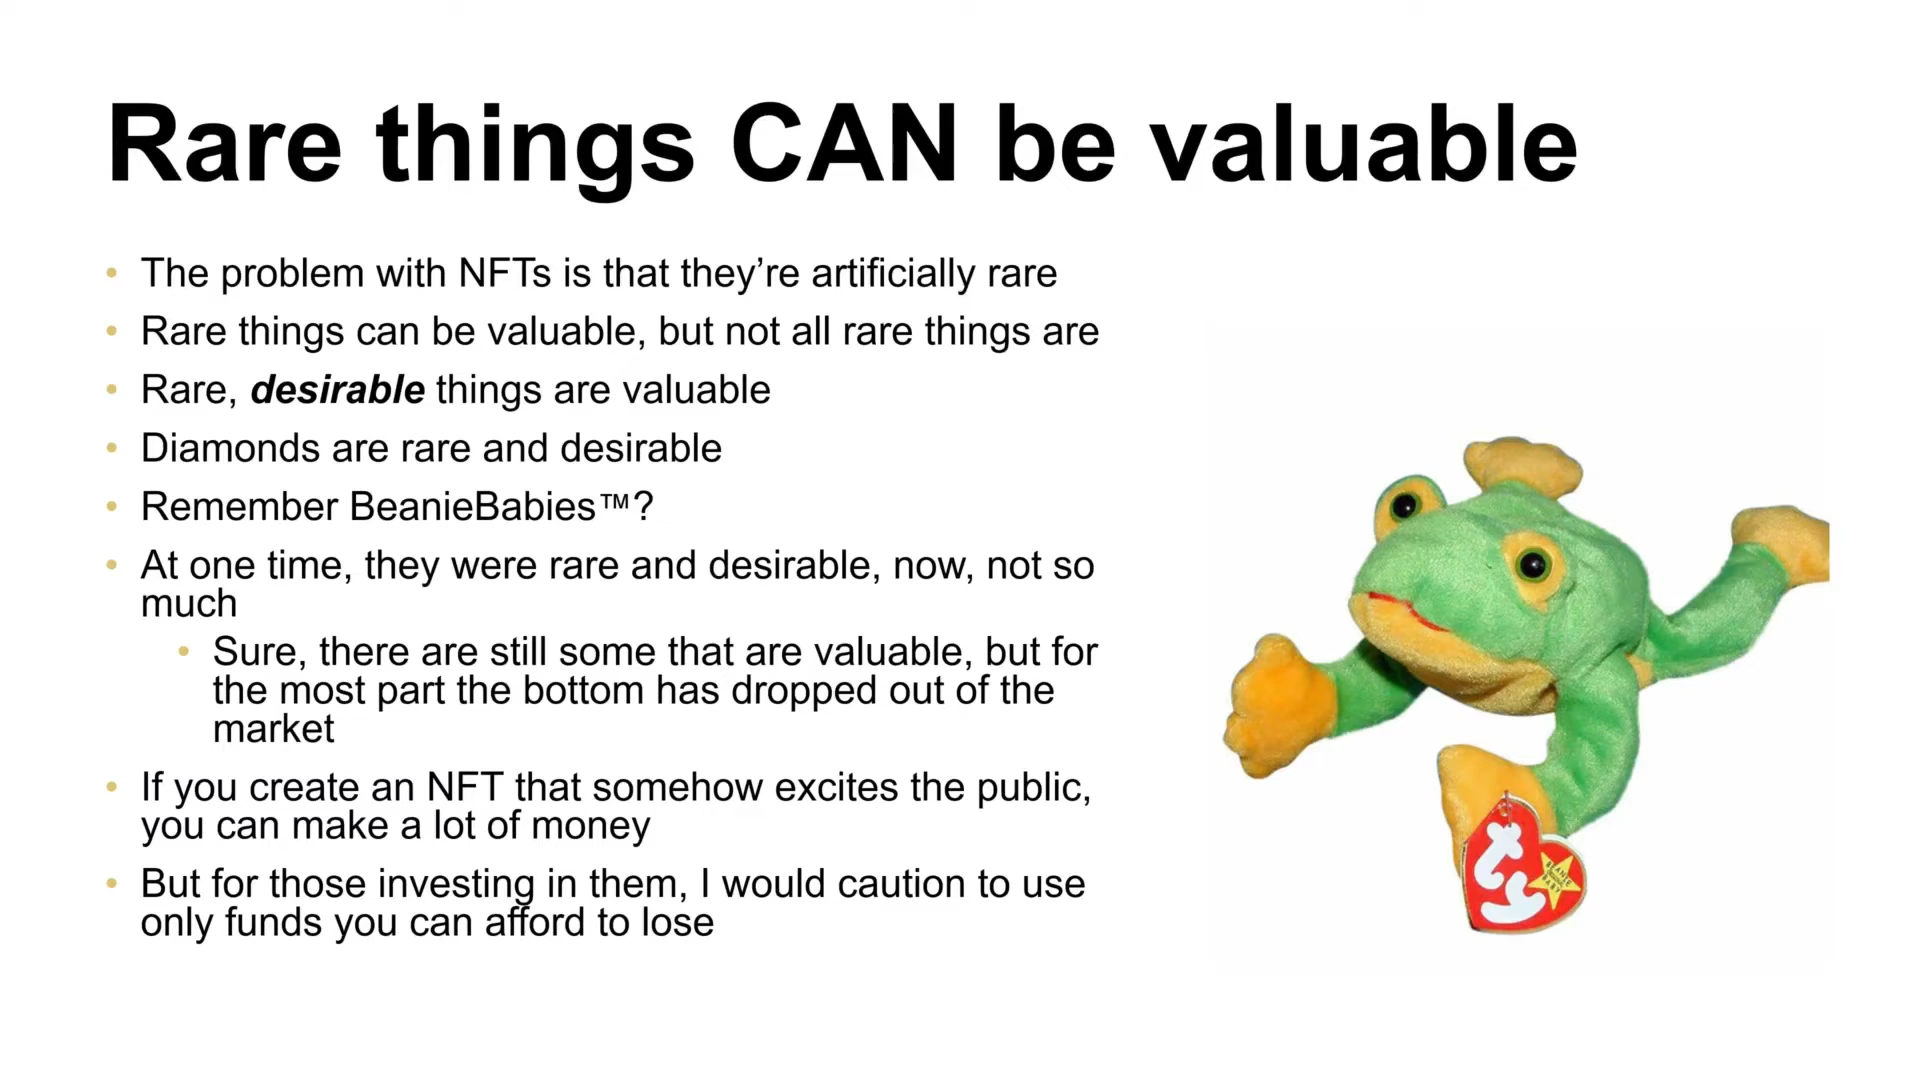 Rare things CAN be valuable
• The problem with NFTs is that they’re artificially rare
• Rare things can be valuable, but not all rare things are
• Rare, desirable things are valuable
• Diamonds are rare and desirable
• Remember BeanieBabies™?
• At one time, they were rare and desirable, now, not so
much
• Sure, there are still some that are valuable, but for
the most part the bottom has dropped out of the
market
• If you create an NFT that somehow excites the public,
you can make a lot of money
• But for those investing in them, I would caution to use
only funds you can afford to lose
ty
BEANIE
BABY